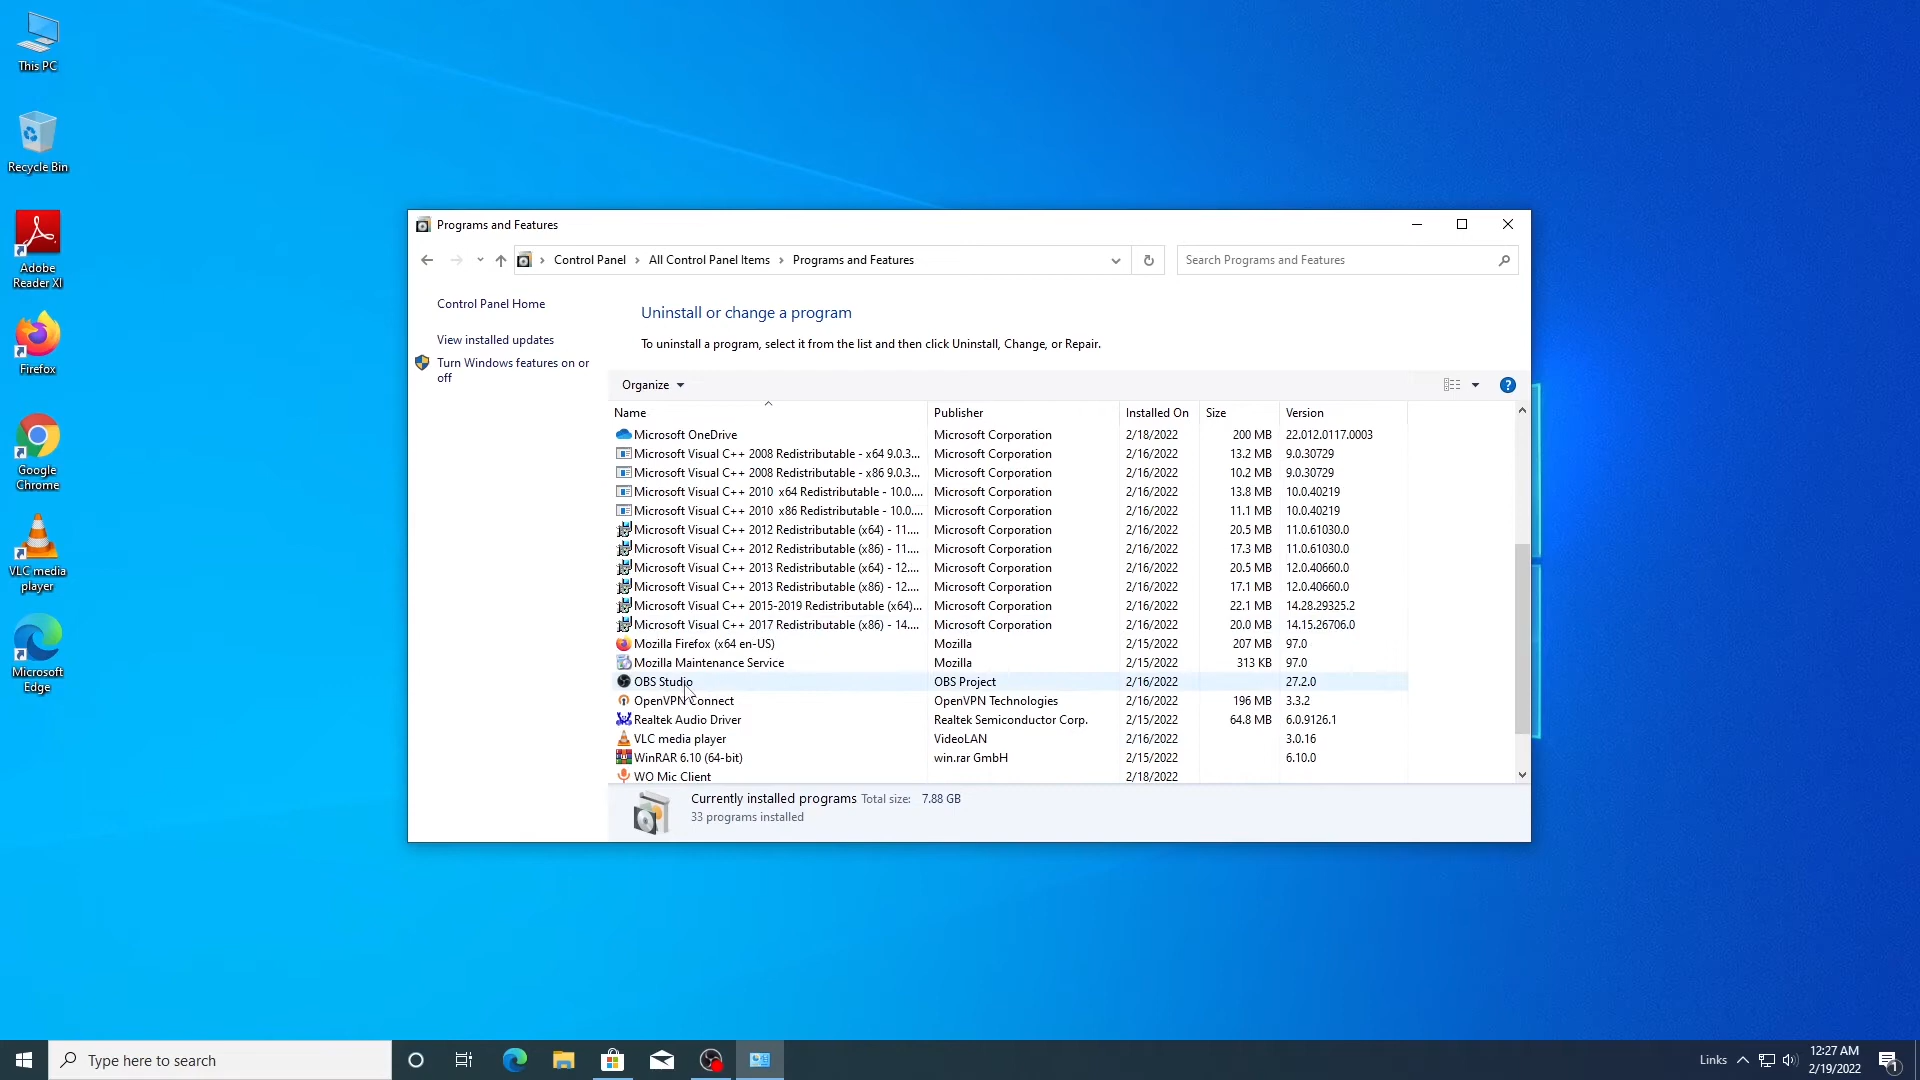 This PC
Recycle Bin
Adobe
Reader XI
Firefox
Google
Chrome
VLC media
player
Microsoft
Edge
Programs and Features
Control Panel > All Control Panel Items > Programs and Features
Search Programs and Features
Control Panel Home
View installed updates
Turn Windows features on or
off
Uninstall or change a program
To uninstall a program, select it from the list and then click Uninstall, Change, or Repair.
Organize
Name Publisher Installed On Size Version
Microsoft OneDrive Microsoft Corporation 2/18/2022 200 MB 22.012.0117.0003
Microsoft Visual C++ 2008 Redistributable - x64 9.0.3... Microsoft Corporation 2/16/2022 13.2 MB 9.0.30729
Microsoft Visual C++ 2008 Redistributable - x86 9.0.3... Microsoft Corporation 2/16/2022 10.2 MB 9.0.30729
Microsoft Visual C++ 2010 x64 Redistributable - 10.0.... Microsoft Corporation 2/16/2022 13.8 MB 10.0.40219
Microsoft Visual C++ 2010 x86 Redistributable - 10.0.... Microsoft Corporation 2/16/2022 11.1 MB 10.0.40219
Microsoft Visual C++ 2012 Redistributable (x64) - 11.... Microsoft Corporation 2/16/2022 20.5 MB 11.0.61030.0
Microsoft Visual C++ 2012 Redistributable (x86) - 11.... Microsoft Corporation 2/16/2022 17.3 MB 11.0.61030.0
Microsoft Visual C++ 2013 Redistributable (x64) - 12.... Microsoft Corporation 2/16/2022 20.5 MB 12.0.40660.0
Microsoft Visual C++ 2013 Redistributable (x86) - 12.... Microsoft Corporation 2/16/2022 17.1 MB 12.0.40660.0
Microsoft Visual C++ 2015-2019 Redistributable (x64)... Microsoft Corporation 2/16/2022 22.1 MB 14.28.29325.2
Microsoft Visual C++ 2017 Redistributable (x86) - 14.... Microsoft Corporation 2/16/2022 20.0 MB 14.15.26706.0
Mozilla Firefox (x64 en-US) Mozilla 2/15/2022 207 MB 97.0
Mozilla Maintenance Service Mozilla 2/15/2022 313 KB 97.0
OBS Studio OBS Project 2/16/2022 27.2.0
OpenVPN Connect OpenVPN Technologies 2/16/2022 196 MB 3.3.2
Realtek Audio Driver Realtek Semiconductor Corp. 2/15/2022 64.8 MB 6.0.9126.1
VLC media player VideoLAN 2/16/2022 3.0.16
WinRAR 6.10 (64-bit) win.rar GmbH 2/15/2022 6.10.0
WO Mic Client 2/18/2022
Currently installed programs Total size: 7.88 GB
33 programs installed
Type here to search
Links
12:27 AM
2/19/2022
1